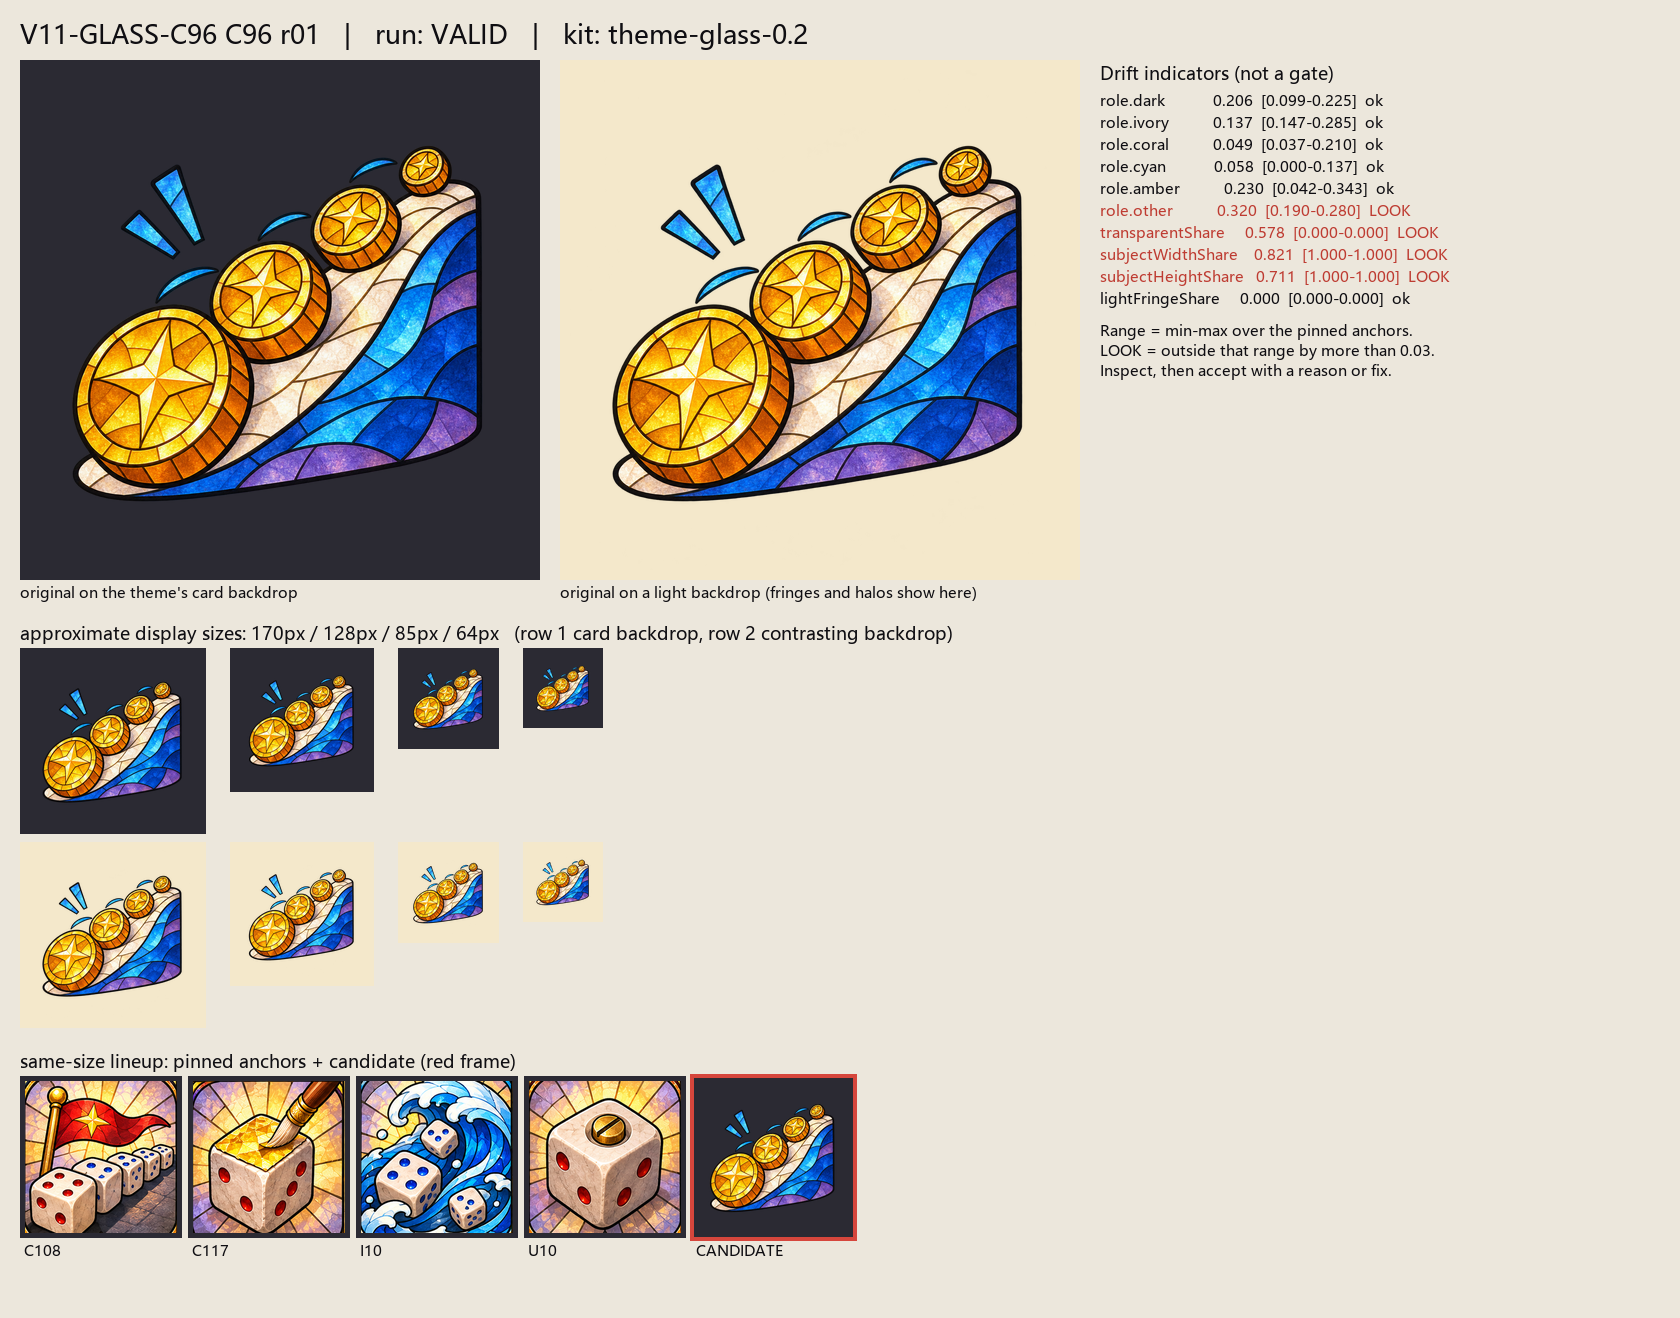 V11-GLASS-C96 C96 r01 | run: VALID | kit: theme-glass-0.2
Drift indicators (not a gate)
role.dark 0.206 [0.099-0.225] ok
role.ivory 0.137 [0.147-0.285] ok
role.coral 0.049 [0.037-0.210] ok
role.cyan 0.058 [0.000-0.137] ok
role.amber 0.230 [0.042-0.343] ok
role.other 0.320 [0.190-0.280] LOOK
transparentShare 0.578 [0.000-0.000] LOOK
subjectWidthShare 0.821 [1.000-1.000] LOOK
subjectHeightShare 0.711 [1.000-1.000] LOOK
lightFringeShare 0.000 [0.000-0.000] ok
Range = min-max over the pinned anchors.
LOOK = outside that range by more than 0.03.
Inspect, then accept with a reason or fix.
original on the theme's card backdrop
original on a light backdrop (fringes and halos show here)
approximate display sizes: 170px / 128px / 85px / 64px (row 1 card backdrop, row 2 contrasting backdrop)
same-size lineup: pinned anchors + candidate (red frame)
C108
C117
I10
U10
CANDIDATE